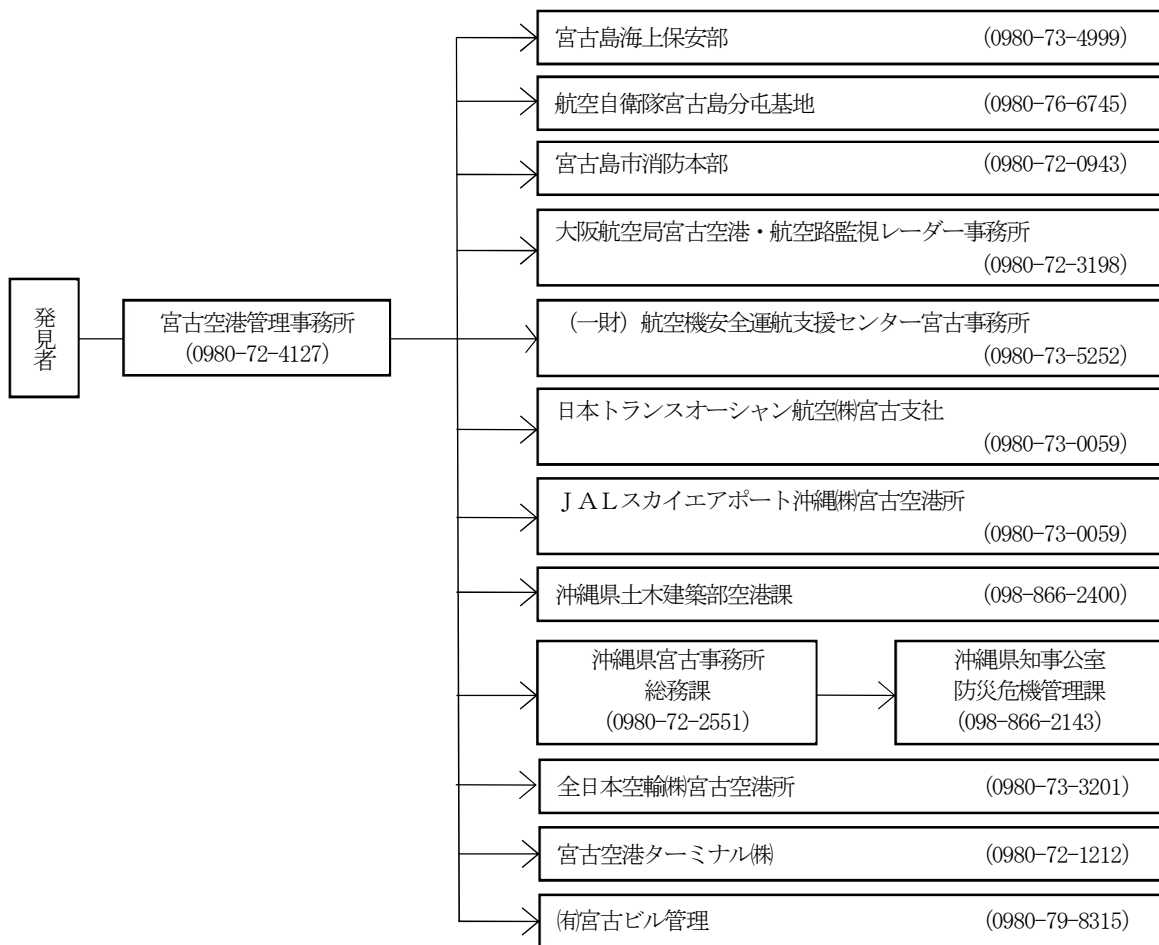 発見者
宮古空港管理事務所
(0980-72-4127)
宮古島海上保安部 (0980-73-4999)
航空自衛隊宮古島分屯基地 (0980-76-6745)
宮古島市消防本部 (0980-72-0943)
大阪航空局宮古空港・航空路監視レーダー事務所
(0980-72-3198)
(一財)航空機安全運航支援センター宮古事務所
(0980-73-5252)
日本トランスオーシャン航空㈱宮古支社
(0980-73-0059)
ＪＡＬスカイエアポート沖縄㈱宮古空港所
(0980-73-0059)
沖縄県土木建築部空港課 (098-866-2400)
沖縄県宮古事務所
総務課
(0980-72-2551)
沖縄県知事公室
防災危機管理課
(098-866-2143)
全日本空輸㈱宮古空港所 (0980-73-3201)
宮古空港ターミナル㈱ (0980-72-1212)
㈲宮古ビル管理 (0980-79-8315)